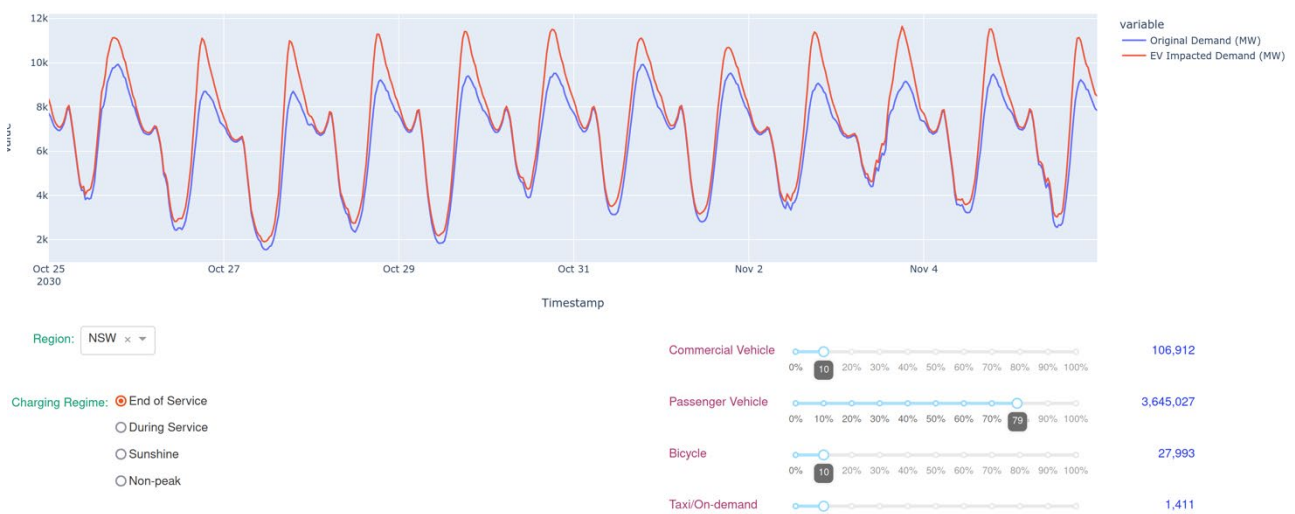 12k
10k
8k
6k
4k
2k
Oct 25
2030
Oct 27
Oct 29
Oct 31
Nov 2
Nov 4
Timestamp
variable
Original Demand (MW)
EV Impacted Demand (MW)
Region: NSW × 
Charging Regime: End of Service
During Service
Sunshine
Non-peak
Commercial Vehicle 106,912
0% 10 20% 30% 40% 50% 60% 70% 80% 90% 100%
Passenger Vehicle 3,645,027
0% 10% 20% 30% 40% 50% 60% 70% 79 90% 100%
Bicycle 27,993
0% 10 20% 30% 40% 50% 60% 70% 80% 90% 100%
Taxi/On-demand 1,411